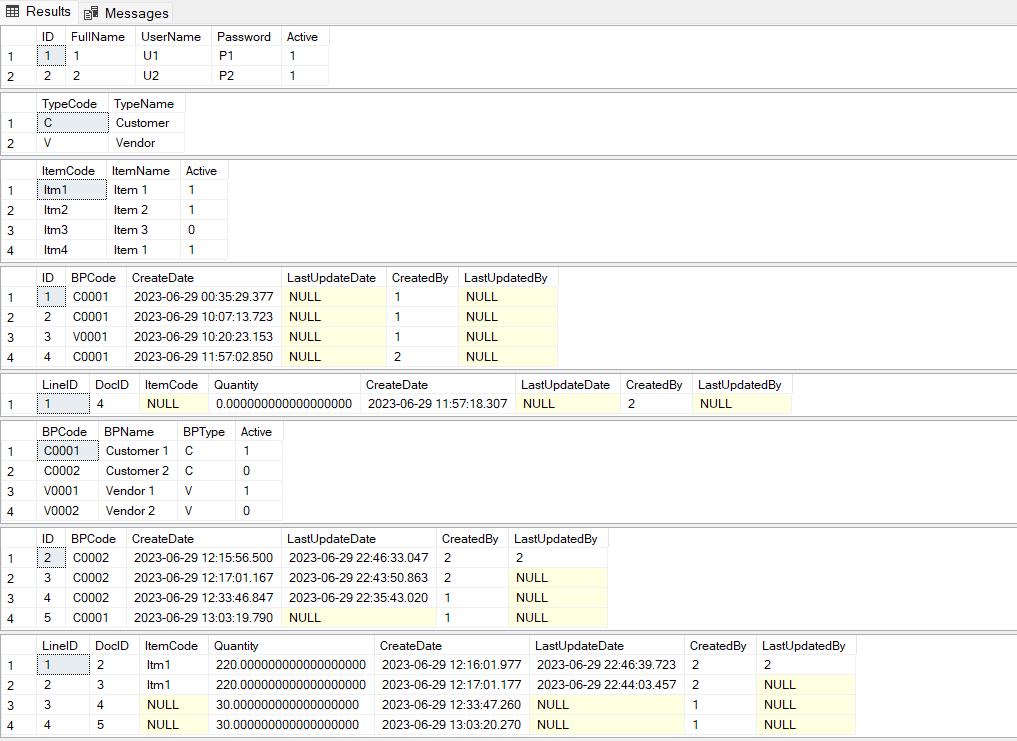 Results Messages
ID FullName UserName Password Active
1 1 1 U1 P1 1
2 2 2 U2 P2 1
TypeCode TypeName
1 C Customer
2 V Vendor
ItemCode ItemName Active
1 Itm1 Item 1 1
2 Itm2 Item 2 1
3 Itm3 Item 3 0
4 Itm4 Item 1 1
ID BPCode CreateDate LastUpdateDate CreatedBy LastUpdatedBy
1 1 C0001 2023-06-29 00:35:29.377 NULL 1 NULL
2 2 C0001 2023-06-29 10:07:13.723 NULL 1 NULL
3 3 V0001 2023-06-29 10:20:23.153 NULL 1 NULL
4 4 C0001 2023-06-29 11:57:02.850 NULL 2 NULL
LineID DocID ItemCode Quantity CreateDate LastUpdateDate CreatedBy LastUpdatedBy
1 1 4 NULL 0.000000000000000000 2023-06-29 11:57:18.307 NULL 2 NULL
BPCode BPName BPType Active
1 C0001 Customer 1 C 1
2 C0002 Customer 2 C 0
3 V0001 Vendor 1 V 1
4 V0002 Vendor 2 V 0
ID BPCode CreateDate LastUpdateDate CreatedBy LastUpdatedBy
1 2 C0002 2023-06-29 12:15:56.500 2023-06-29 22:46:33.047 2 2
2 3 C0002 2023-06-29 12:17:01.167 2023-06-29 22:43:50.863 2 NULL
3 4 C0002 2023-06-29 12:33:46.847 2023-06-29 22:35:43.020 1 NULL
4 5 C0001 2023-06-29 13:03:19.790 NULL 1 NULL
LineID DocID ItemCode Quantity CreateDate LastUpdateDate CreatedBy LastUpdatedBy
1 1 2 Itm1 220.000000000000000000 2023-06-29 12:16:01.977 2023-06-29 22:46:39.723 2 2
2 2 3 Itm1 220.000000000000000000 2023-06-29 12:17:01.177 2023-06-29 22:44:03.457 2 NULL
3 3 4 NULL 30.000000000000000000 2023-06-29 12:33:47.260 NULL 1 NULL
4 4 5 NULL 30.000000000000000000 2023-06-29 13:03:20.270 NULL 1 NULL